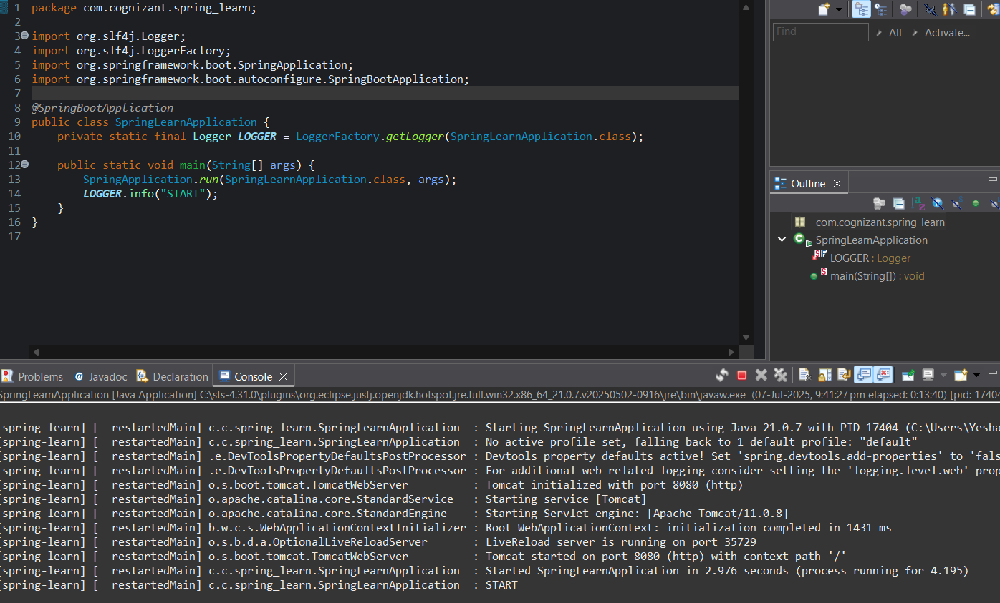 1 package com.cognizant.spring_learn;
2
3 import org.slf4j.Logger;
4 import org.slf4j.LoggerFactory;
5 import org.springframework.boot.SpringApplication;
6 import org.springframework.boot.autoconfigure.SpringBootApplication;
7
8 @SpringBootApplication
9 public class SpringLearnApplication {
10     private static final Logger LOGGER = LoggerFactory.getLogger(SpringLearnApplication.class);
11
12     public static void main(String[] args) {
13         SpringApplication.run(SpringLearnApplication.class, args);
14         LOGGER.info("START");
15     }
16 }
17
Find All Activate...
Outline
com.cognizant.spring_learn
SpringLearnApplication
LOGGER : Logger
main(String[]) : void
Problems Javadoc Declaration Console
SpringLearnApplication [Java Application] C:\sts-4.31.0\plugins\org.eclipse.justj.openjdk.hotspot.jre.full.win32.x86_64_21.0.7.v20250502-0916\jre\bin\javaw.exe (07-Jul-2025, 9:41:27 pm elapsed: 0:13:40) [pid: 17404
[spring-learn] [  restartedMain] c.c.spring_learn.SpringLearnApplication  : Starting SpringLearnApplication using Java 21.0.7 with PID 17404 (C:\Users\Yesha
[spring-learn] [  restartedMain] c.c.spring_learn.SpringLearnApplication  : No active profile set, falling back to 1 default profile: "default"
[spring-learn] [  restartedMain] .e.DevToolsPropertyDefaultsPostProcessor : Devtools property defaults active! Set 'spring.devtools.add-properties' to 'fals
[spring-learn] [  restartedMain] .e.DevToolsPropertyDefaultsPostProcessor : For additional web related logging consider setting the 'logging.level.web' prop
[spring-learn] [  restartedMain] o.s.boot.tomcat.TomcatWebServer          : Tomcat initialized with port 8080 (http)
[spring-learn] [  restartedMain] o.apache.catalina.core.StandardService   : Starting service [Tomcat]
[spring-learn] [  restartedMain] o.apache.catalina.core.StandardEngine    : Starting Servlet engine: [Apache Tomcat/11.0.8]
[spring-learn] [  restartedMain] b.w.c.s.WebApplicationContextInitializer : Root WebApplicationContext: initialization completed in 1431 ms
[spring-learn] [  restartedMain] o.s.b.d.a.OptionalLiveReloadServer       : LiveReload server is running on port 35729
[spring-learn] [  restartedMain] o.s.boot.tomcat.TomcatWebServer          : Tomcat started on port 8080 (http) with context path '/'
[spring-learn] [  restartedMain] c.c.spring_learn.SpringLearnApplication  : Started SpringLearnApplication in 2.976 seconds (process running for 4.195)
[spring-learn] [  restartedMain] c.c.spring_learn.SpringLearnApplication  : START